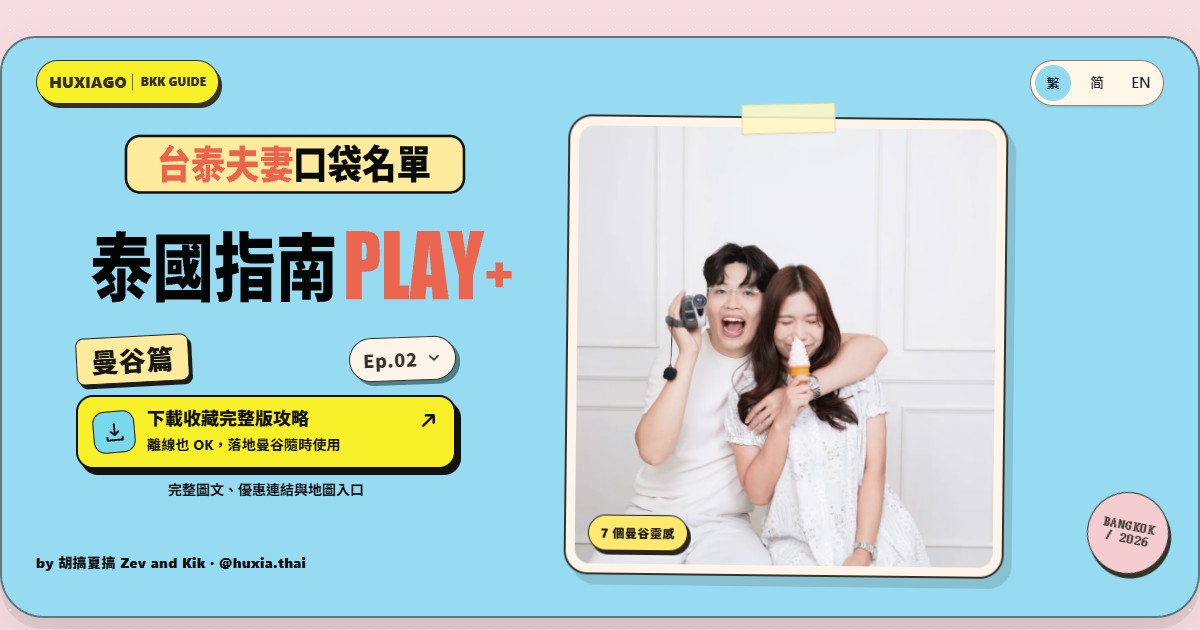 HUXIAGO | BKK GUIDE
繁 简 EN
台泰夫妻口袋名單
泰國指南PLAY+
曼谷篇
Ep.02
下載收藏完整版攻略
離線也 OK，落地曼谷隨時使用
完整圖文、優惠連結與地圖入口
by 胡搞夏搞 Zev and Kik · @huxia.thai
7 個曼谷靈感
BANGKOK
/ 2026